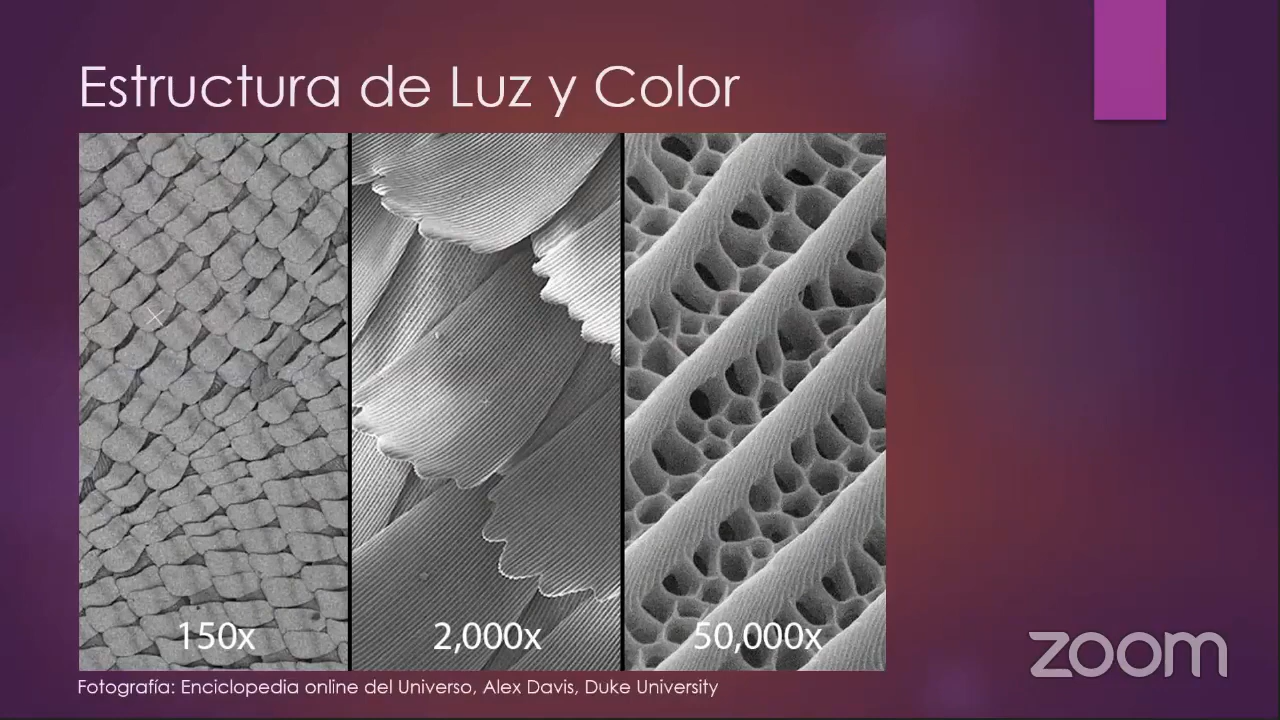 Estructura de Luz y Color
150x
2,000x
50,000x
Fotografía: Enciclopedia online del Universo, Alex Davis, Duke University
zoom